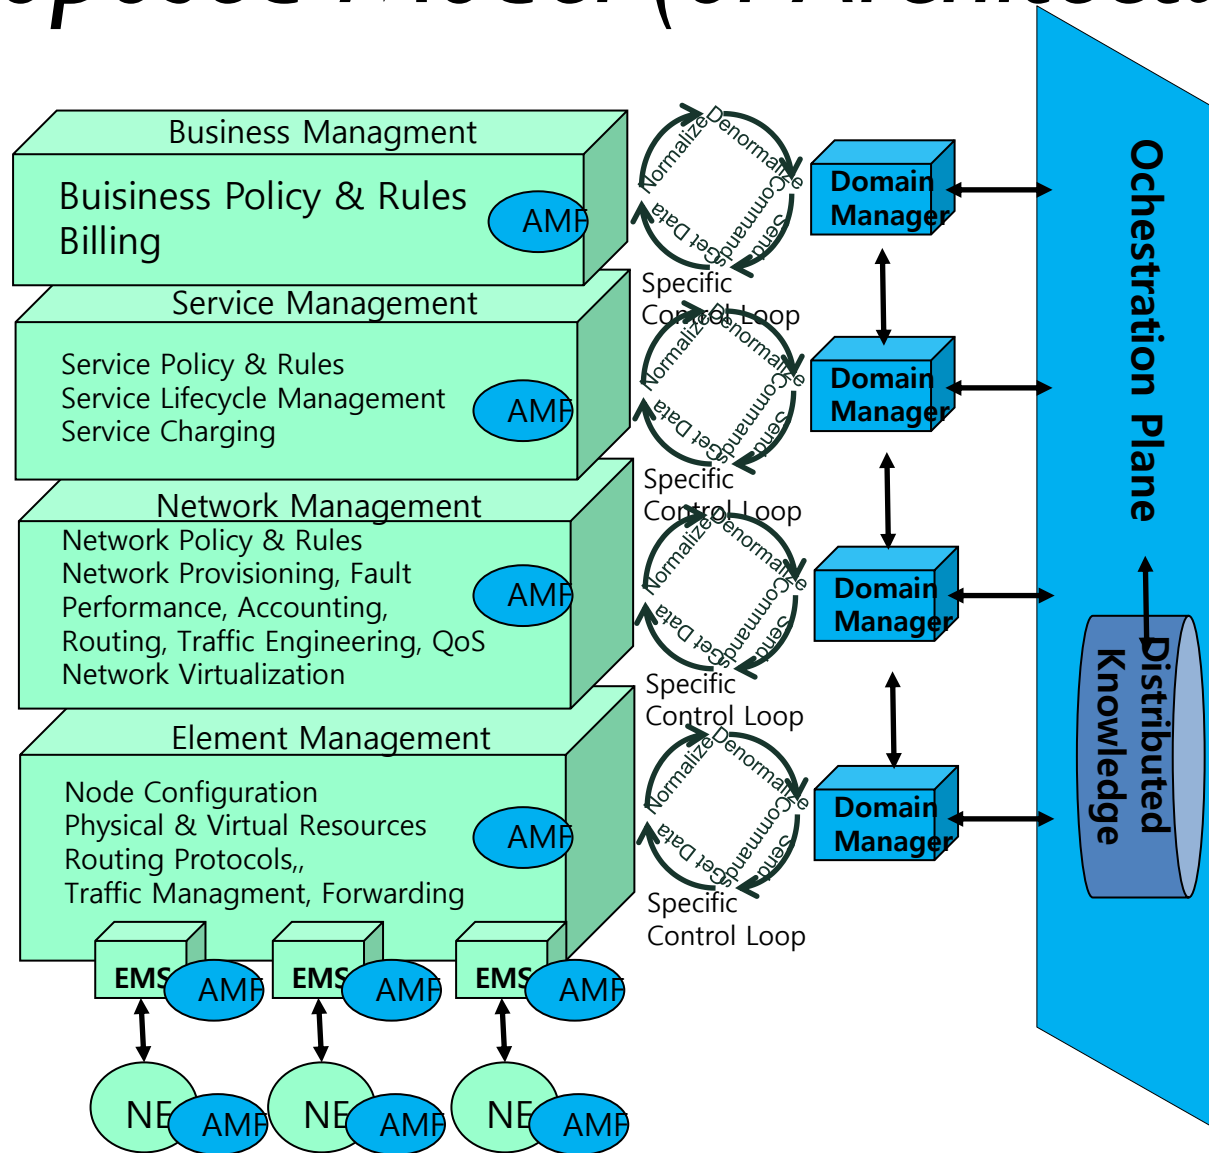 Business Managment
Buisiness Policy & Rules
Billing
AMF
Normalize
Denormalize
Send
Commands
Get Data
Specific
Control Loop
Domain
Manager
Service Management
Service Policy & Rules
Service Lifecycle Management
Service Charging
AMF
Normalize
Denormalize
Send
Commands
Get Data
Specific
Control Loop
Domain
Manager
Network Management
Network Policy & Rules
Network Provisioning, Fault
Performance, Accounting,
Routing, Traffic Engineering, QoS
Network Virtualization
AMF
Normalize
Denormalize
Send
Commands
Get Data
Specific
Control Loop
Domain
Manager
Element Management
Node Configuration
Physical & Virtual Resources
Routing Protocols,,
Traffic Managment, Forwarding
AMF
Normalize
Denormalize
Send
Commands
Get Data
Specific
Control Loop
Domain
Manager
EMS
AMF
EMS
AMF
EMS
AMF
NE
AMF
NE
AMF
NE
AMF
Ochestration Plane
Distributed
Knowledge